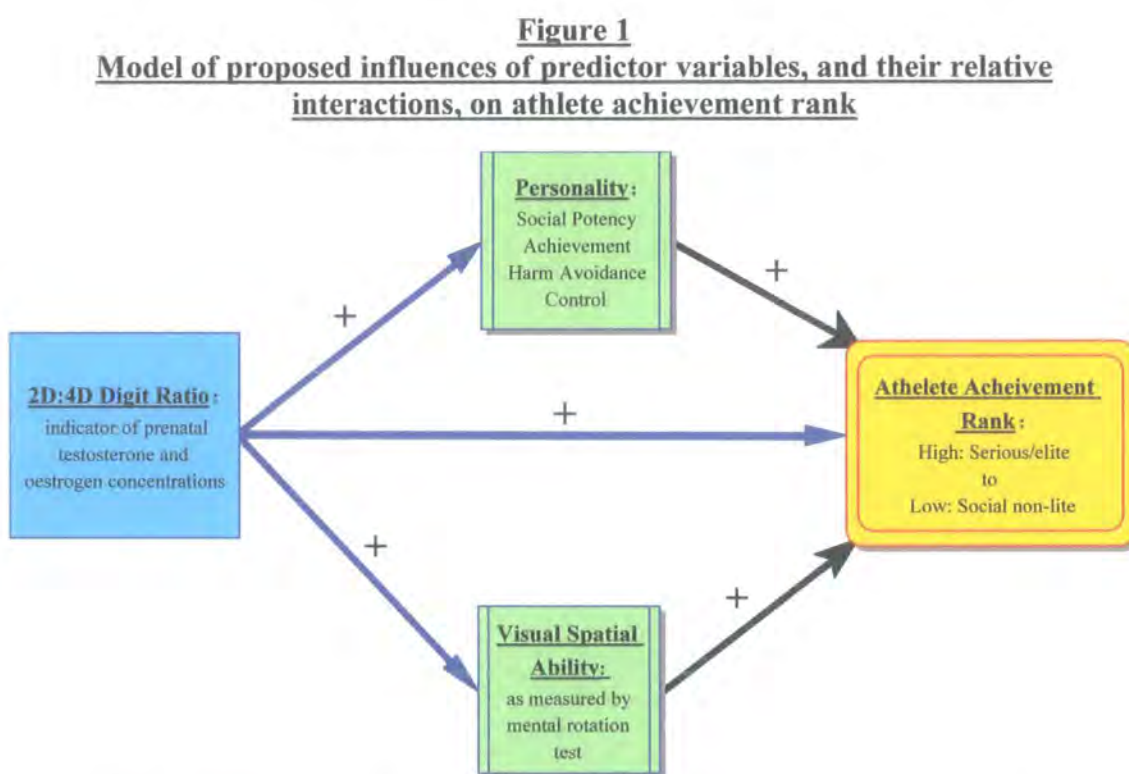 Figure 1
Model of proposed influences of predictor variables, and their relative
interactions, on athlete achievement rank
Personality:
Social Potency
Achievement
Harm Avoidance
Control
+
+
2D:4D Digit Ratio:
indicator of prenatal
testosterone and
oestrogen concentrations
+
Athelete Acheivement
Rank:
High: Serious/elite
to
Low: Social non-lite
+
+
Visual Spatial
Ability:
as measured by
mental rotation
test